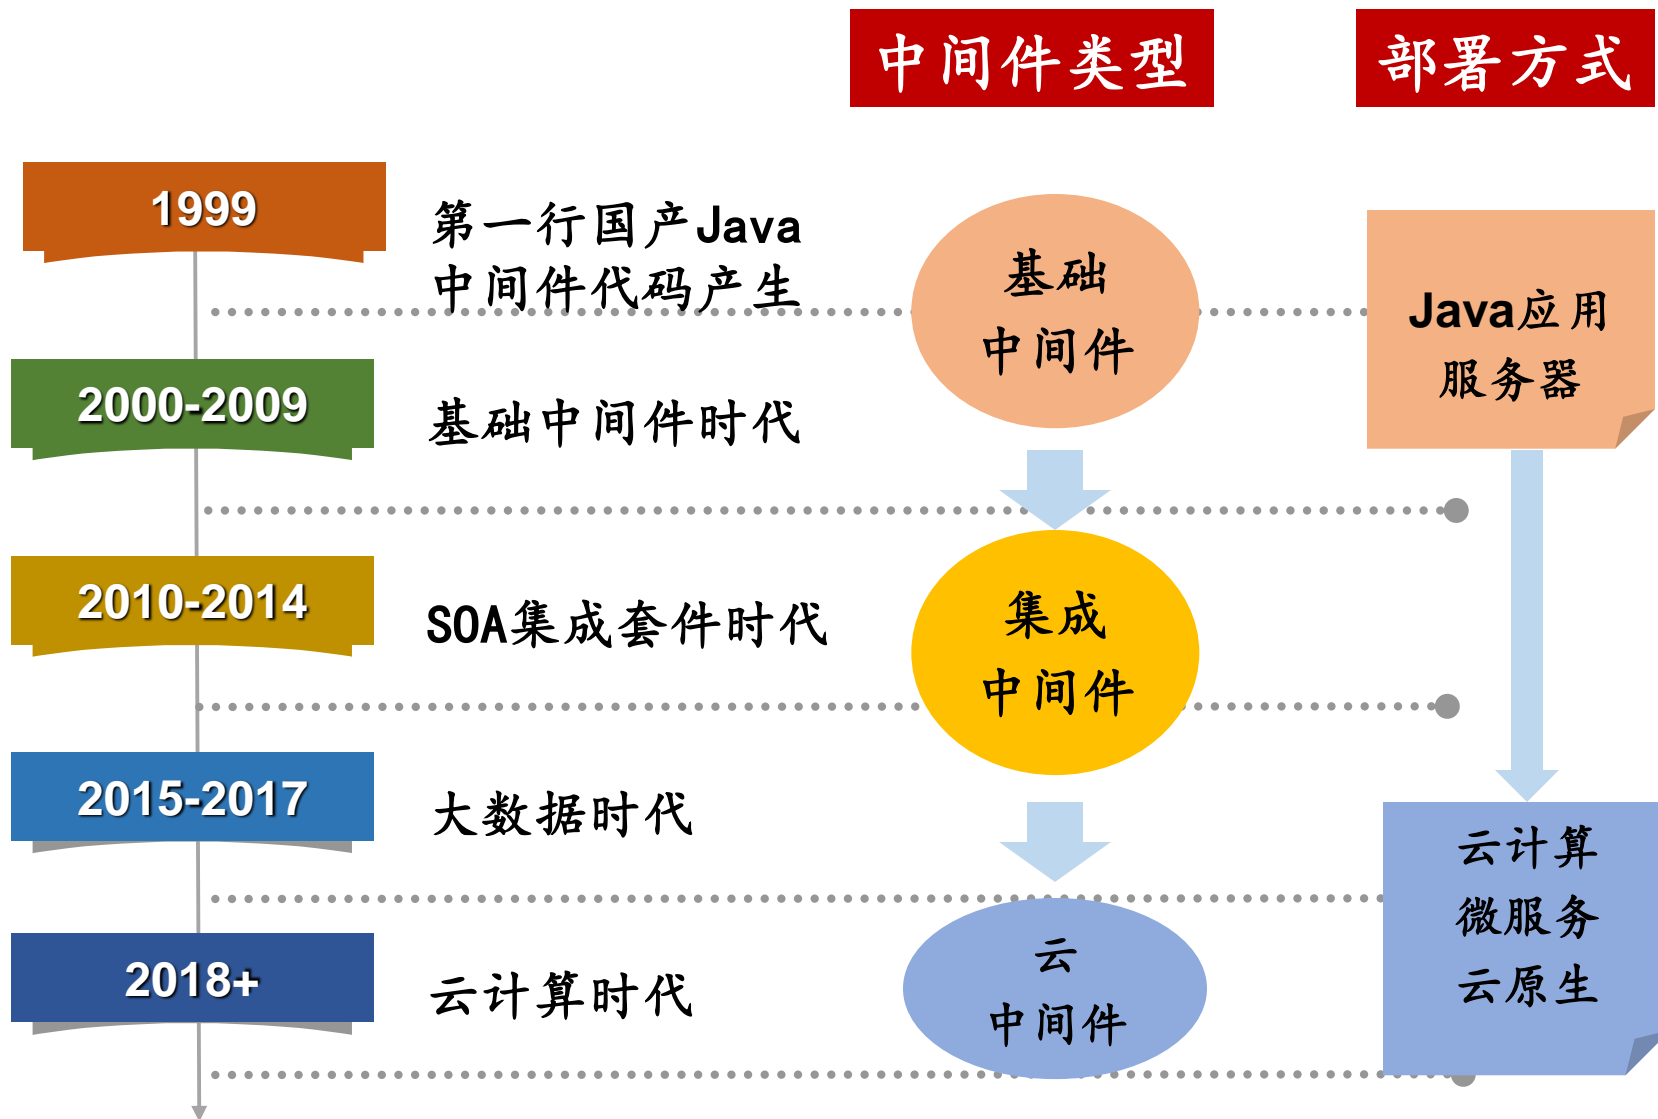 中间件类型
部署方式
1999
第一行国产Java
中间件代码产生
基础
中间件
Java应用
服务器
2000-2009
基础中间件时代
2010-2014
SOA集成套件时代
集成
中间件
2015-2017
大数据时代
云计算
微服务
云原生
2018+
云计算时代
云
中间件